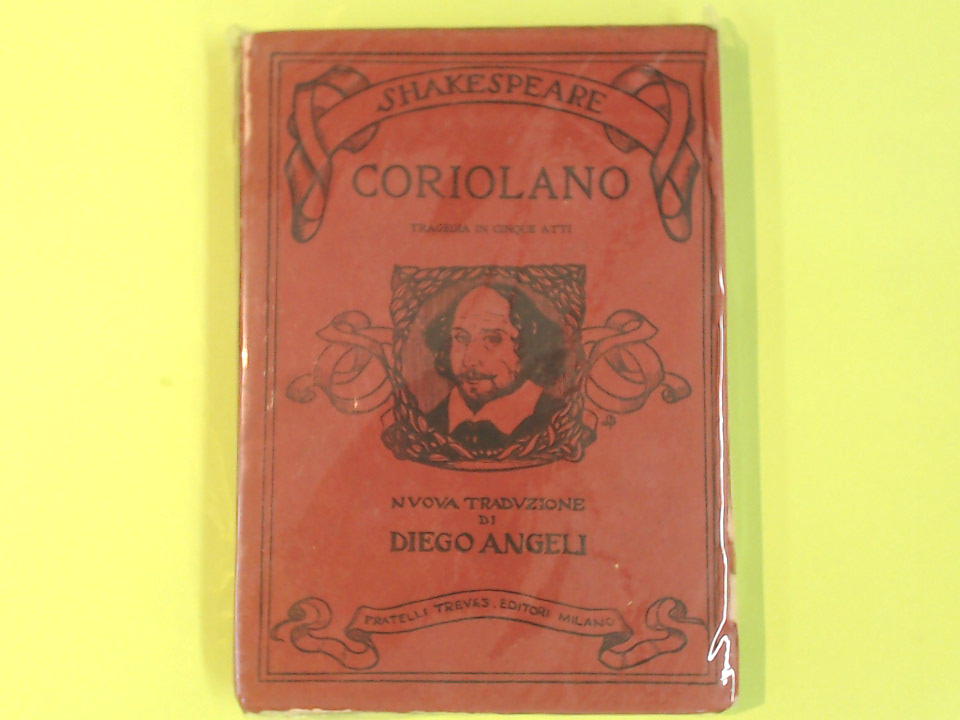 SHAKESPEARE
CORIOLANO
TRAGEDIA IN CINQUE ATTI
NVOVA TRADVZIONE
DI
DIEGO ANGELI
FRATELLI TREVES. EDITORI MILANO